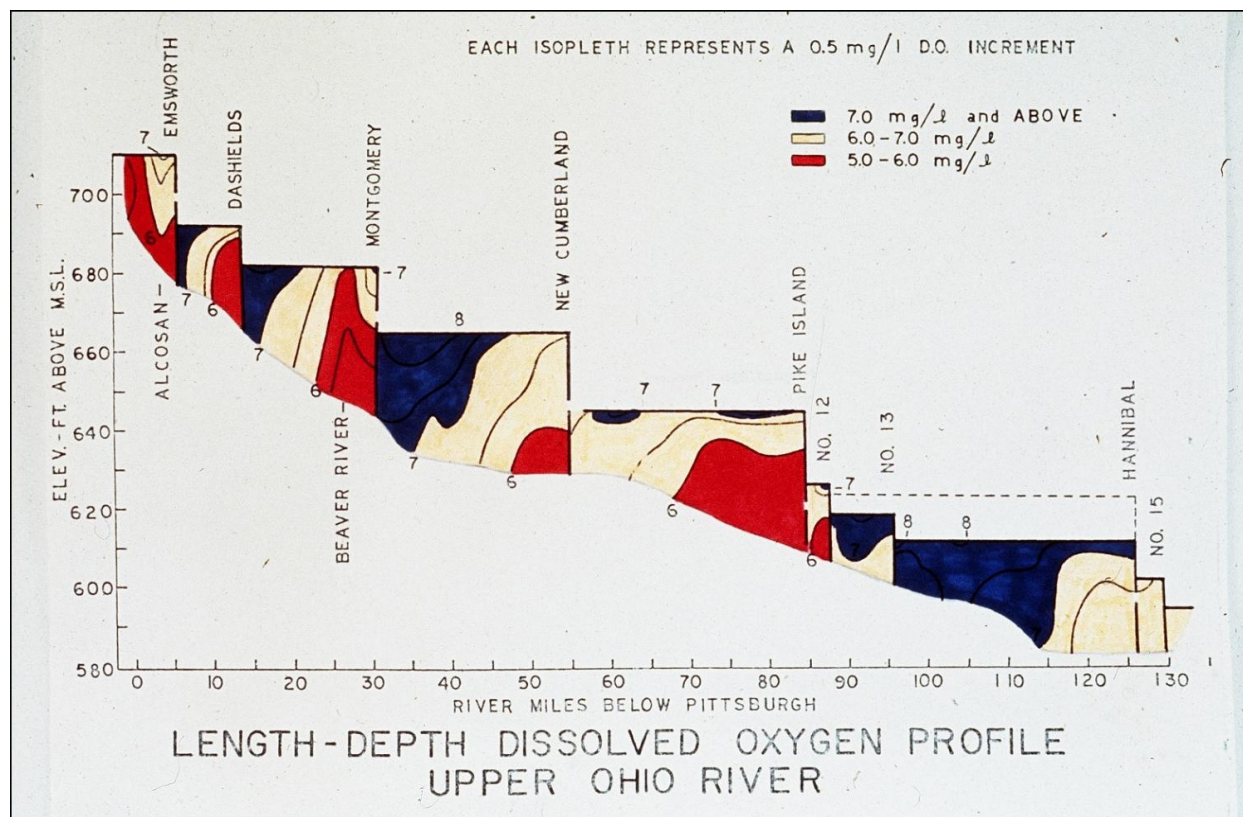 EACH ISOPLETH REPRESENTS A 0.5 mg/l D.O. INCREMENT
7.0 mg/l and ABOVE
6.0-7.0 mg/l
5.0-6.0 mg/l
EMSWORTH
DASHIELDS
MONTGOMERY
NEW CUMBERLAND
PIKE ISLAND
NO. 12
NO. 13
HANNIBAL
NO. 15
ALCOSAN
BEAVER RIVER
7
6
7
6
7
6
7
8
7
6
7
7
6
7
6
7
8
8
7
ELEV.-FT. ABOVE M.S.L.
700
680
660
640
620
600
580
0 10 20 30 40 50 60 70 80 90 100 110 120 130
RIVER MILES BELOW PITTSBURGH
LENGTH-DEPTH DISSOLVED OXYGEN PROFILE
UPPER OHIO RIVER